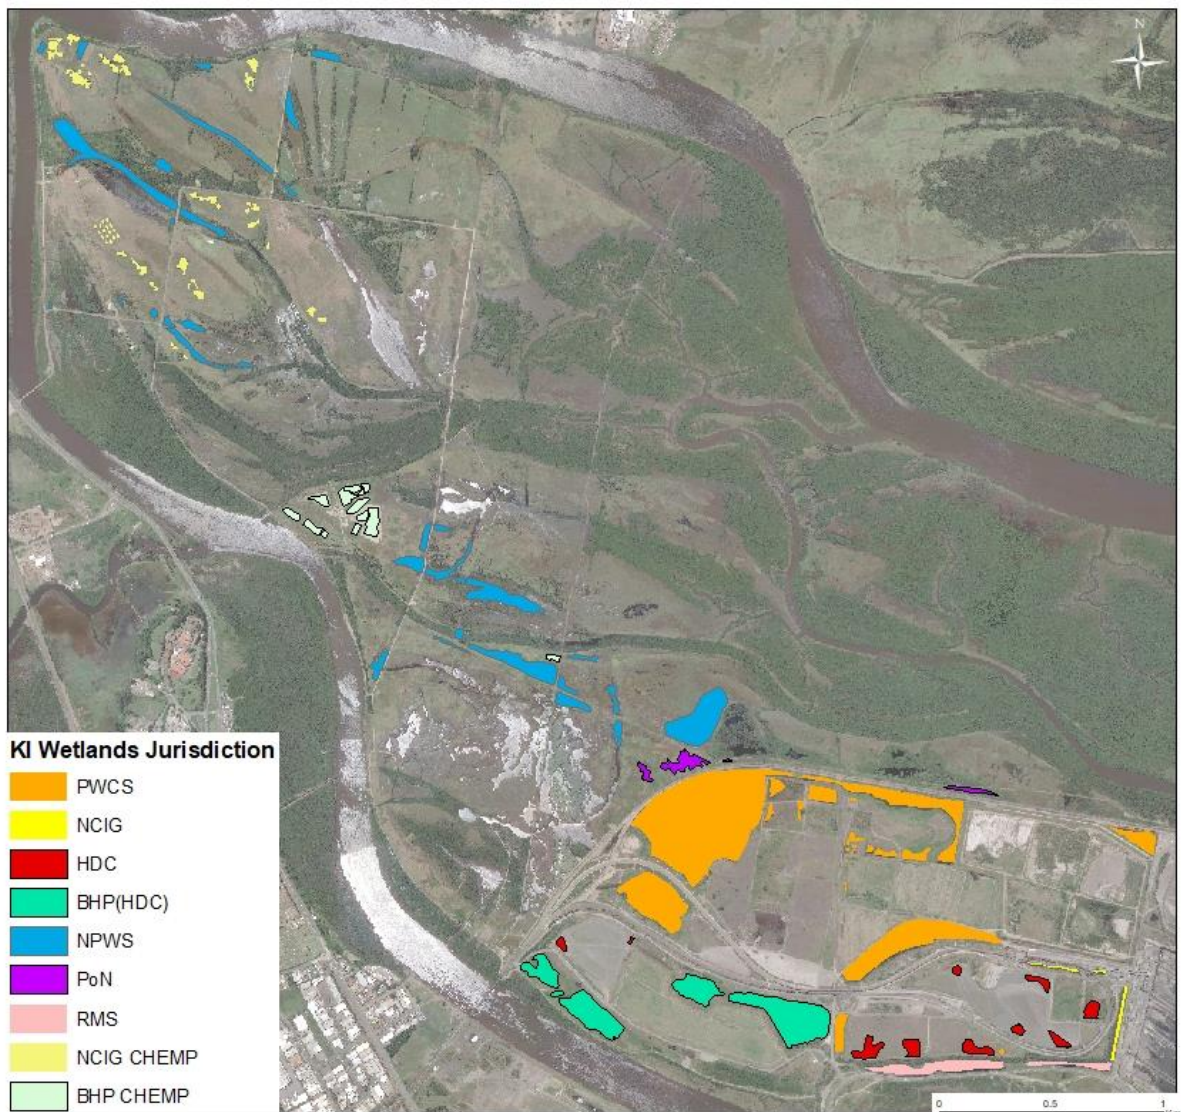 N
KI Wetlands Jurisdiction
PWCS
NCIG
HDC
BHP(HDC)
NPWS
PoN
RMS
NCIG CHEMP
BHP CHEMP
0 0.5 1